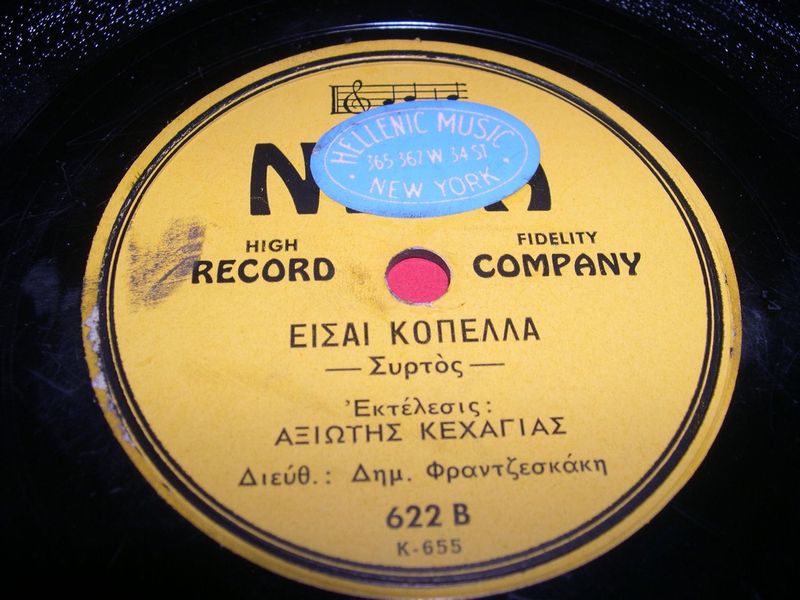 HELLENIC MUSIC
365-367 W 34 ST.
NEW YORK
HIGH FIDELITY
RECORD COMPANY
ΕΙΣΑΙ ΚΟΠΕΛΛΑ
— Συρτὸς —
Ἐκτέλεσις:
ΑΞΙΩΤΗΣ ΚΕΧΑΓΙΑΣ
Διεύθ.: Δημ. Φραντζεσκάκη
622 B
K-655